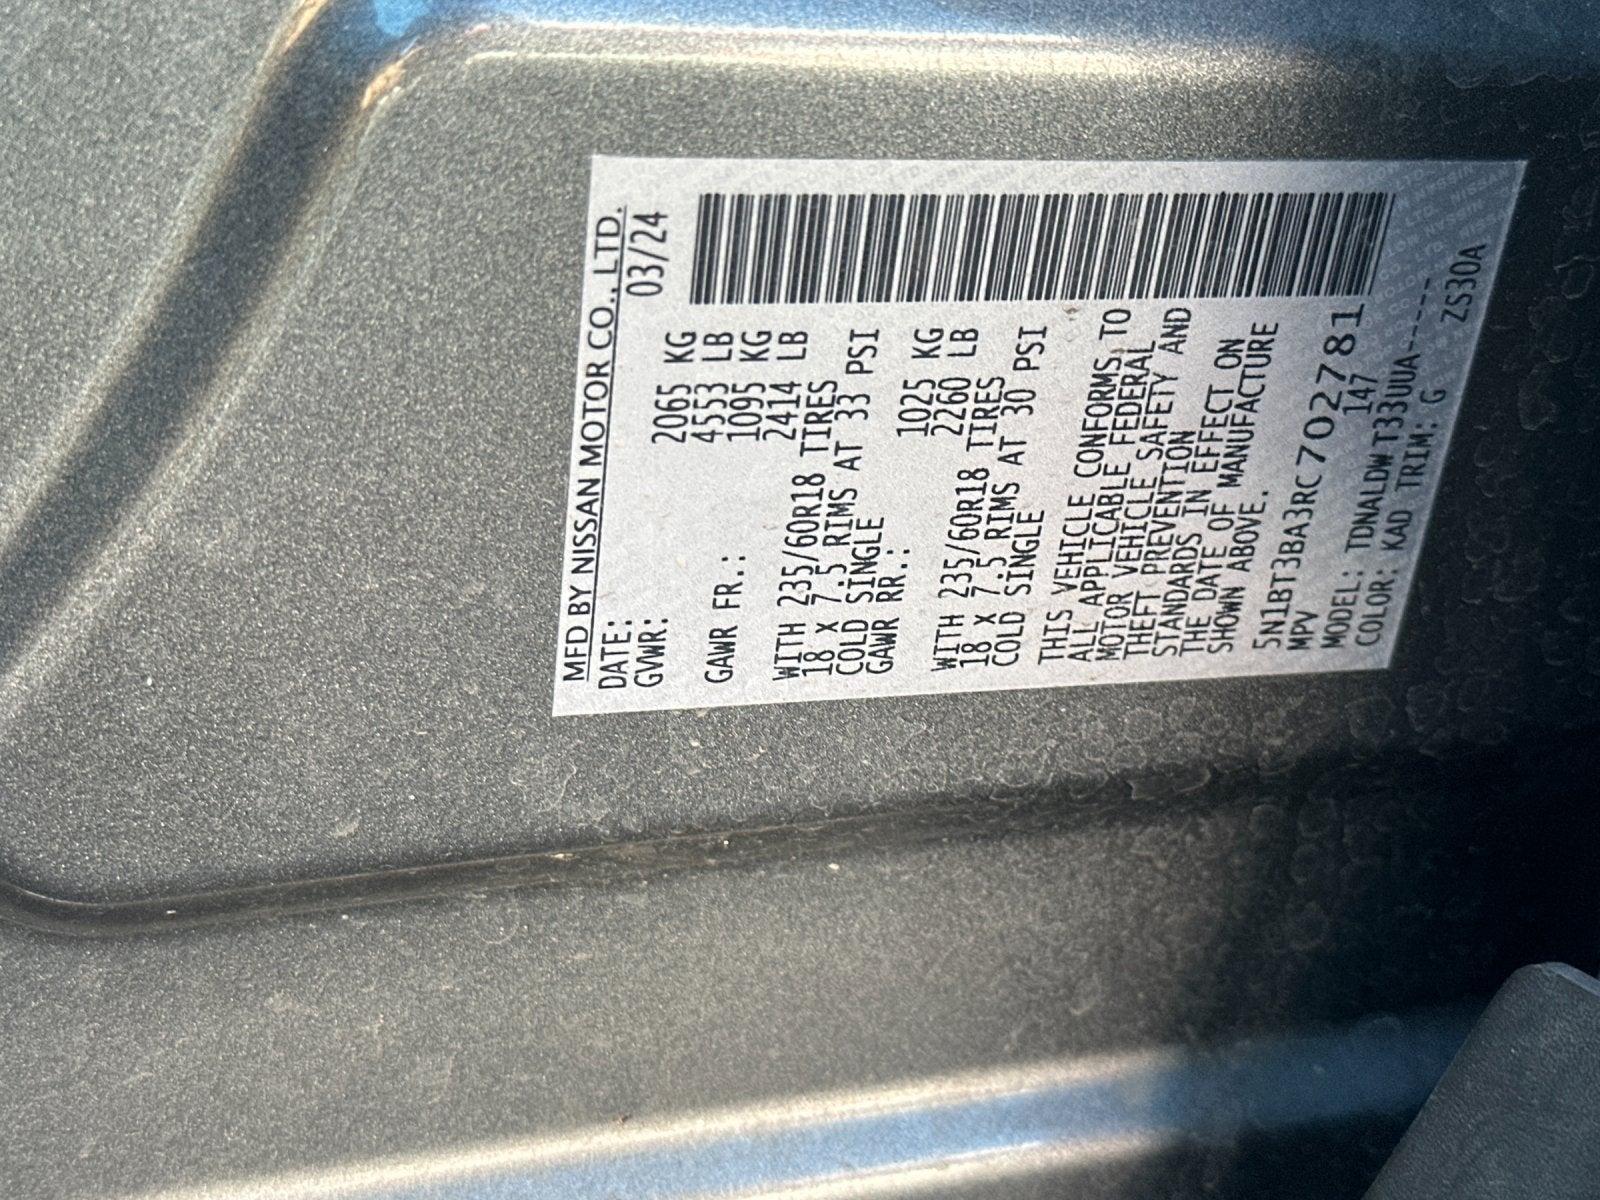 MFD BY NISSAN MOTOR CO., LTD.
DATE: 03/24
GVWR: 2065 KG
4553 LB
GAWR FR.: 1095 KG
2414 LB
WITH 235/60R18 TIRES
18 X 7.5 RIMS AT 33 PSI
COLD SINGLE
GAWR RR.: 1025 KG
2260 LB
WITH 235/60R18 TIRES
18 X 7.5 RIMS AT 30 PSI
COLD SINGLE
THIS VEHICLE CONFORMS TO
ALL APPLICABLE FEDERAL
MOTOR VEHICLE SAFETY AND
THEFT PREVENTION
STANDARDS IN EFFECT ON
THE DATE OF MANUFACTURE
SHOWN ABOVE.
5N1BT3BA3RC702781
MPV 147
MODEL: TDNALDW T33UUA-----
COLOR: KAD TRIM: G ZS30A